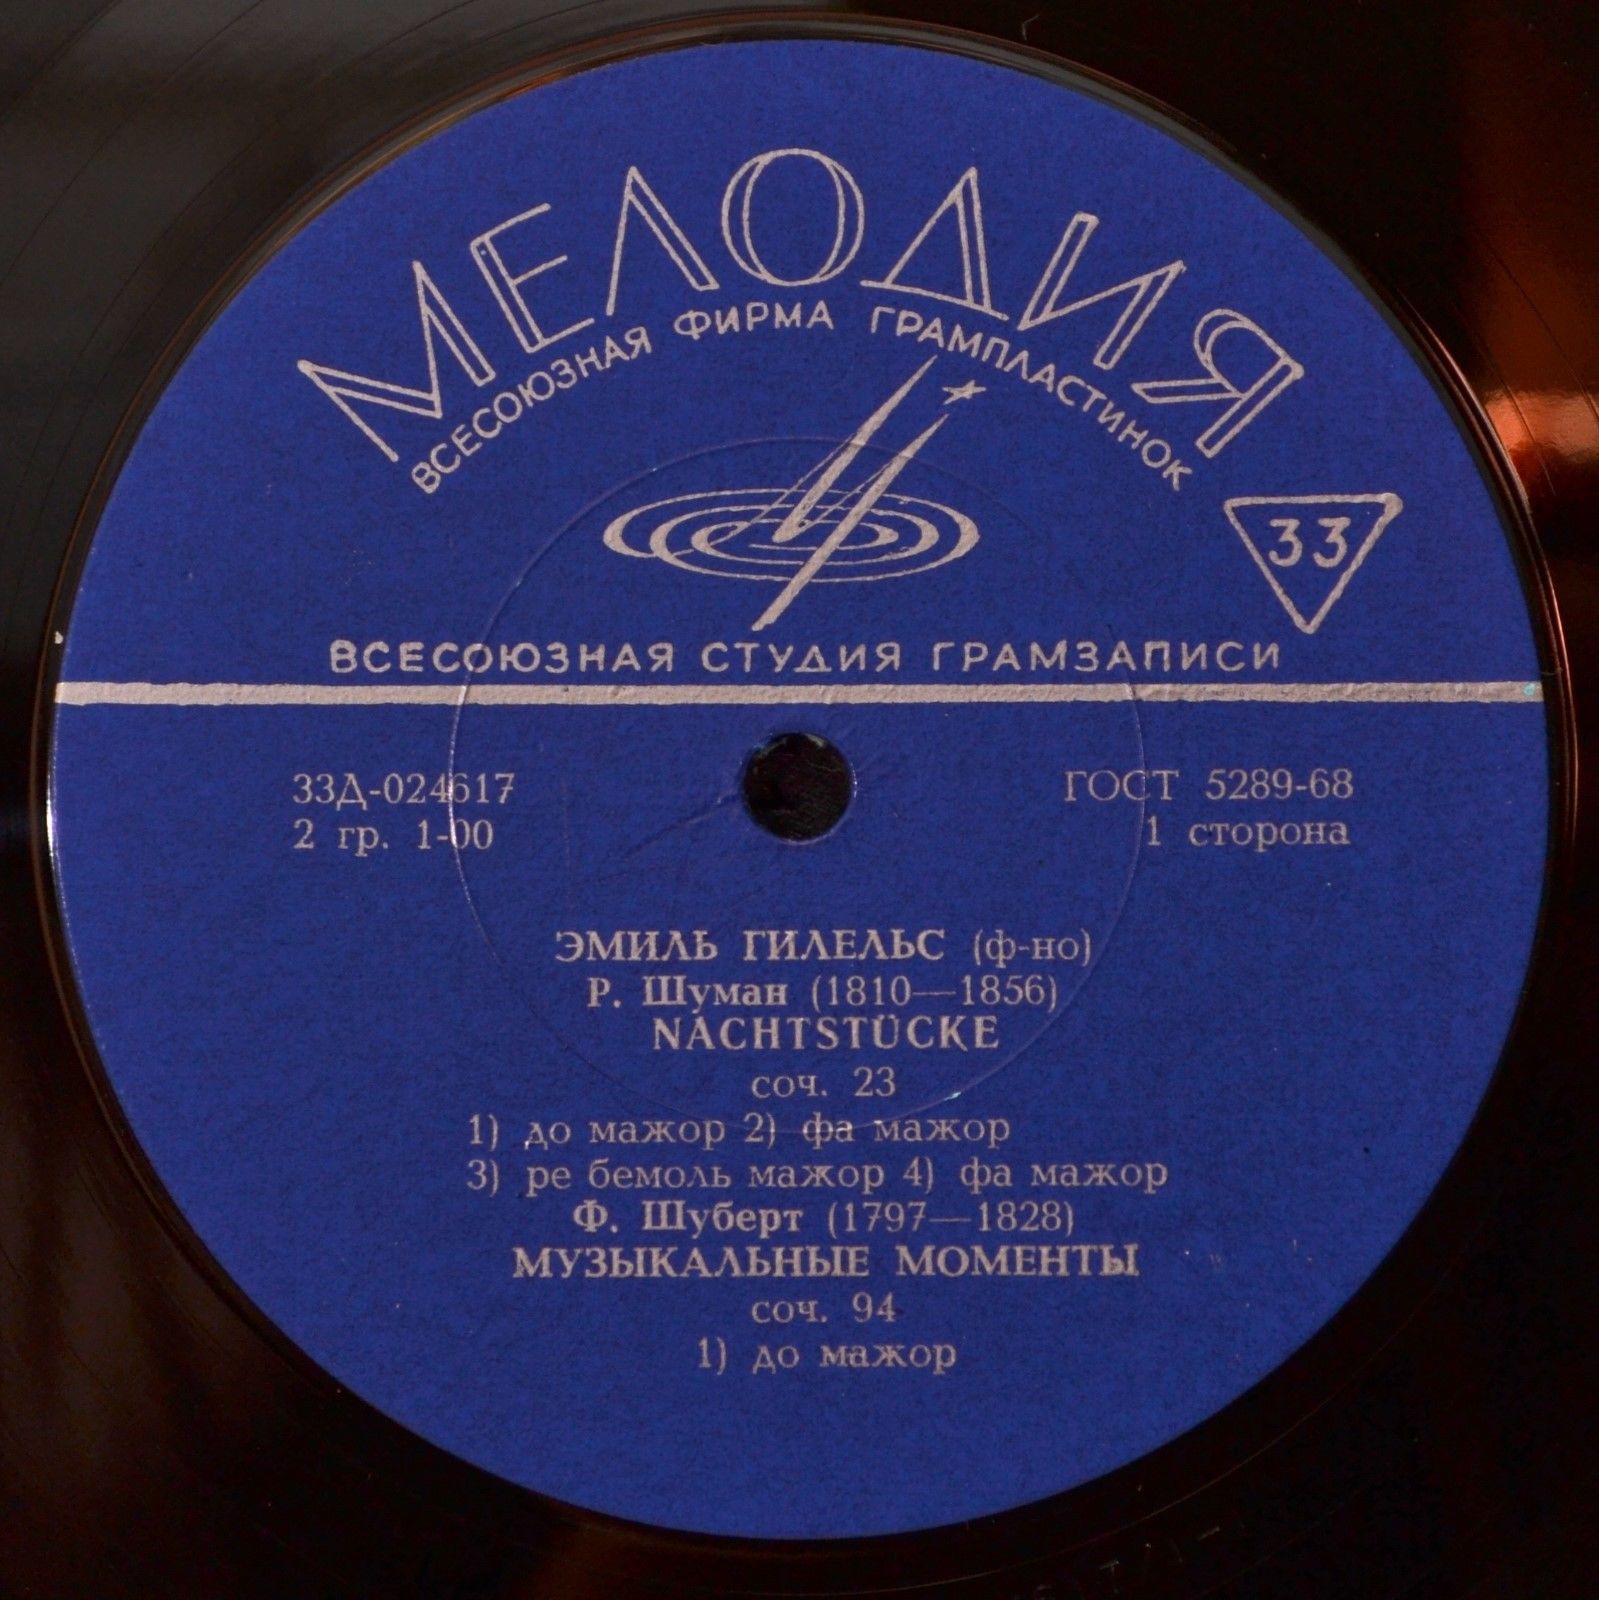 МЕЛОДИЯ
ВСЕСОЮЗНАЯ ФИРМА ГРАМПЛАСТИНОК
33
ВСЕСОЮЗНАЯ СТУДИЯ ГРАМЗАПИСИ
33Д-024617
2 гр. 1-00
ГОСТ 5289-68
1 сторона
ЭМИЛЬ ГИЛЕЛЬС (ф-но)
Р. Шуман (1810—1856)
NACHTSTÜCKE
соч. 23
1) до мажор 2) фа мажор
3) ре бемоль мажор 4) фа мажор
Ф. Шуберт (1797—1828)
МУЗЫКАЛЬНЫЕ МОМЕНТЫ
соч. 94
1) до мажор